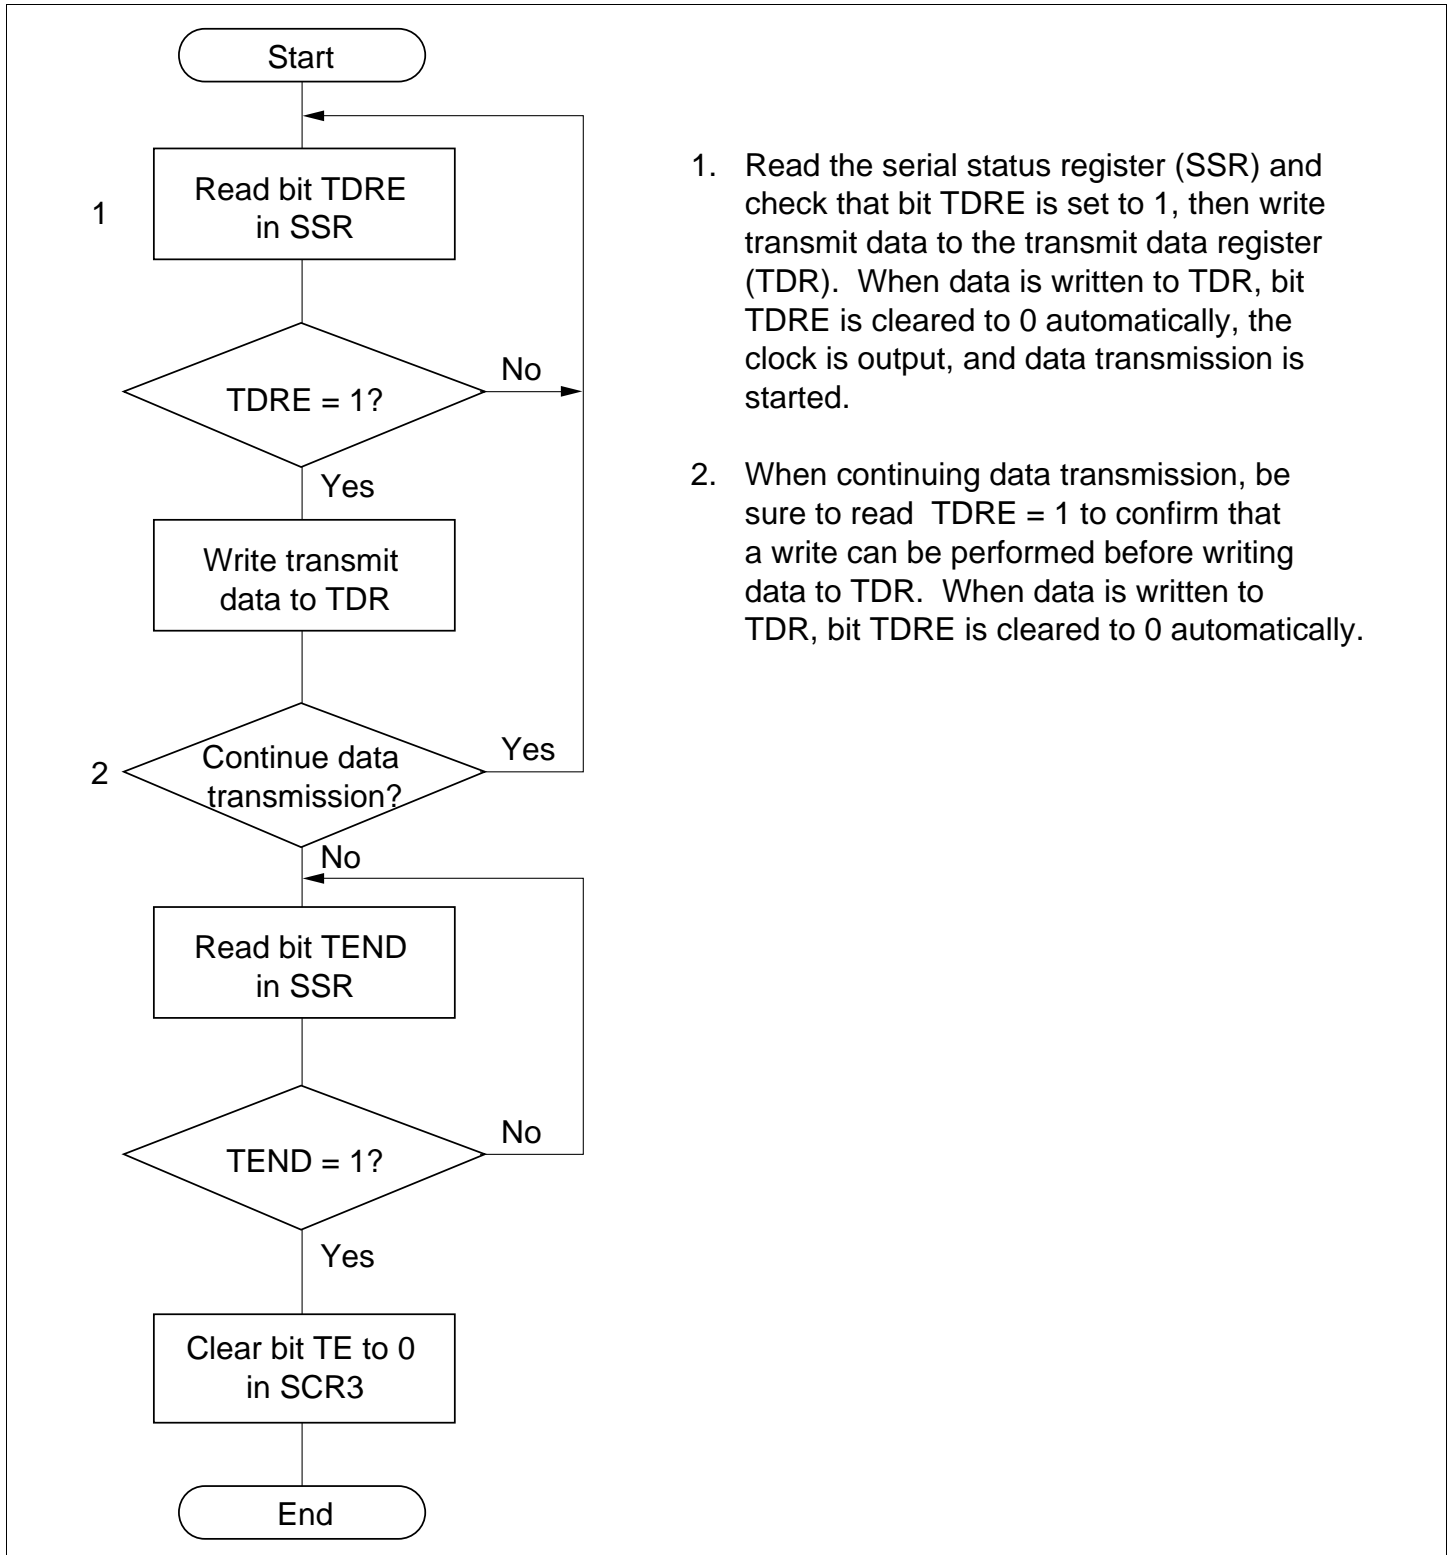 Start
1
Read bit TDRE
in SSR
TDRE = 1?
No
Yes
Write transmit
data to TDR
2
Continue data
transmission?
Yes
No
Read bit TEND
in SSR
TEND = 1?
No
Yes
Clear bit TE to 0
in SCR3
End
1. Read the serial status register (SSR) and
check that bit TDRE is set to 1, then write
transmit data to the transmit data register
(TDR). When data is written to TDR, bit
TDRE is cleared to 0 automatically, the
clock is output, and data transmission is
started.
2. When continuing data transmission, be
sure to read TDRE = 1 to confirm that
a write can be performed before writing
data to TDR. When data is written to
TDR, bit TDRE is cleared to 0 automatically.